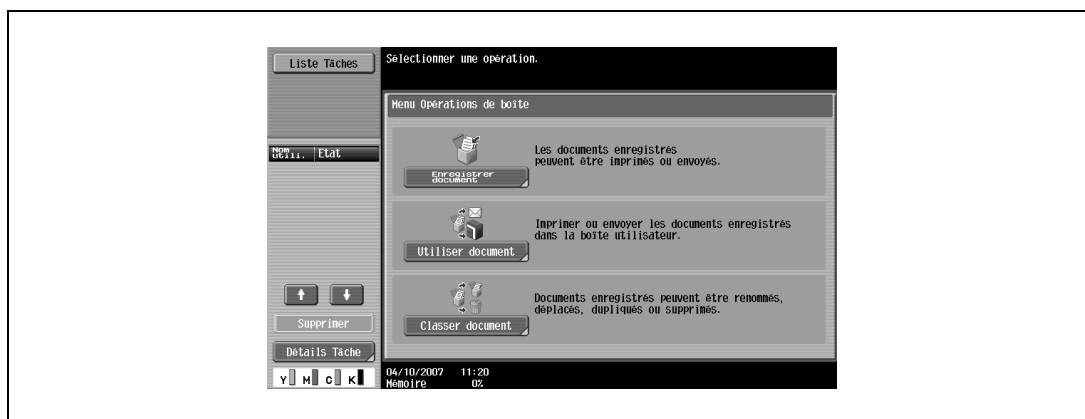 Liste Tâches
Sélectionner une opération.
Menu Opérations de boîte
Nom utili. Etat
Enregistrer document
Les documents enregistrés
peuvent être imprimés ou envoyés.
Utiliser document
Inprimer ou envoyer les documents enregistrés
dans la boîte utilisateur.
Classer document
Documents enregistrés peuvent être renommés,
déplacés, dupliqués ou supprimés.
Supprimer
Détails Tâche
Y M C K
04/10/2007 11:20
Mémoire 0%